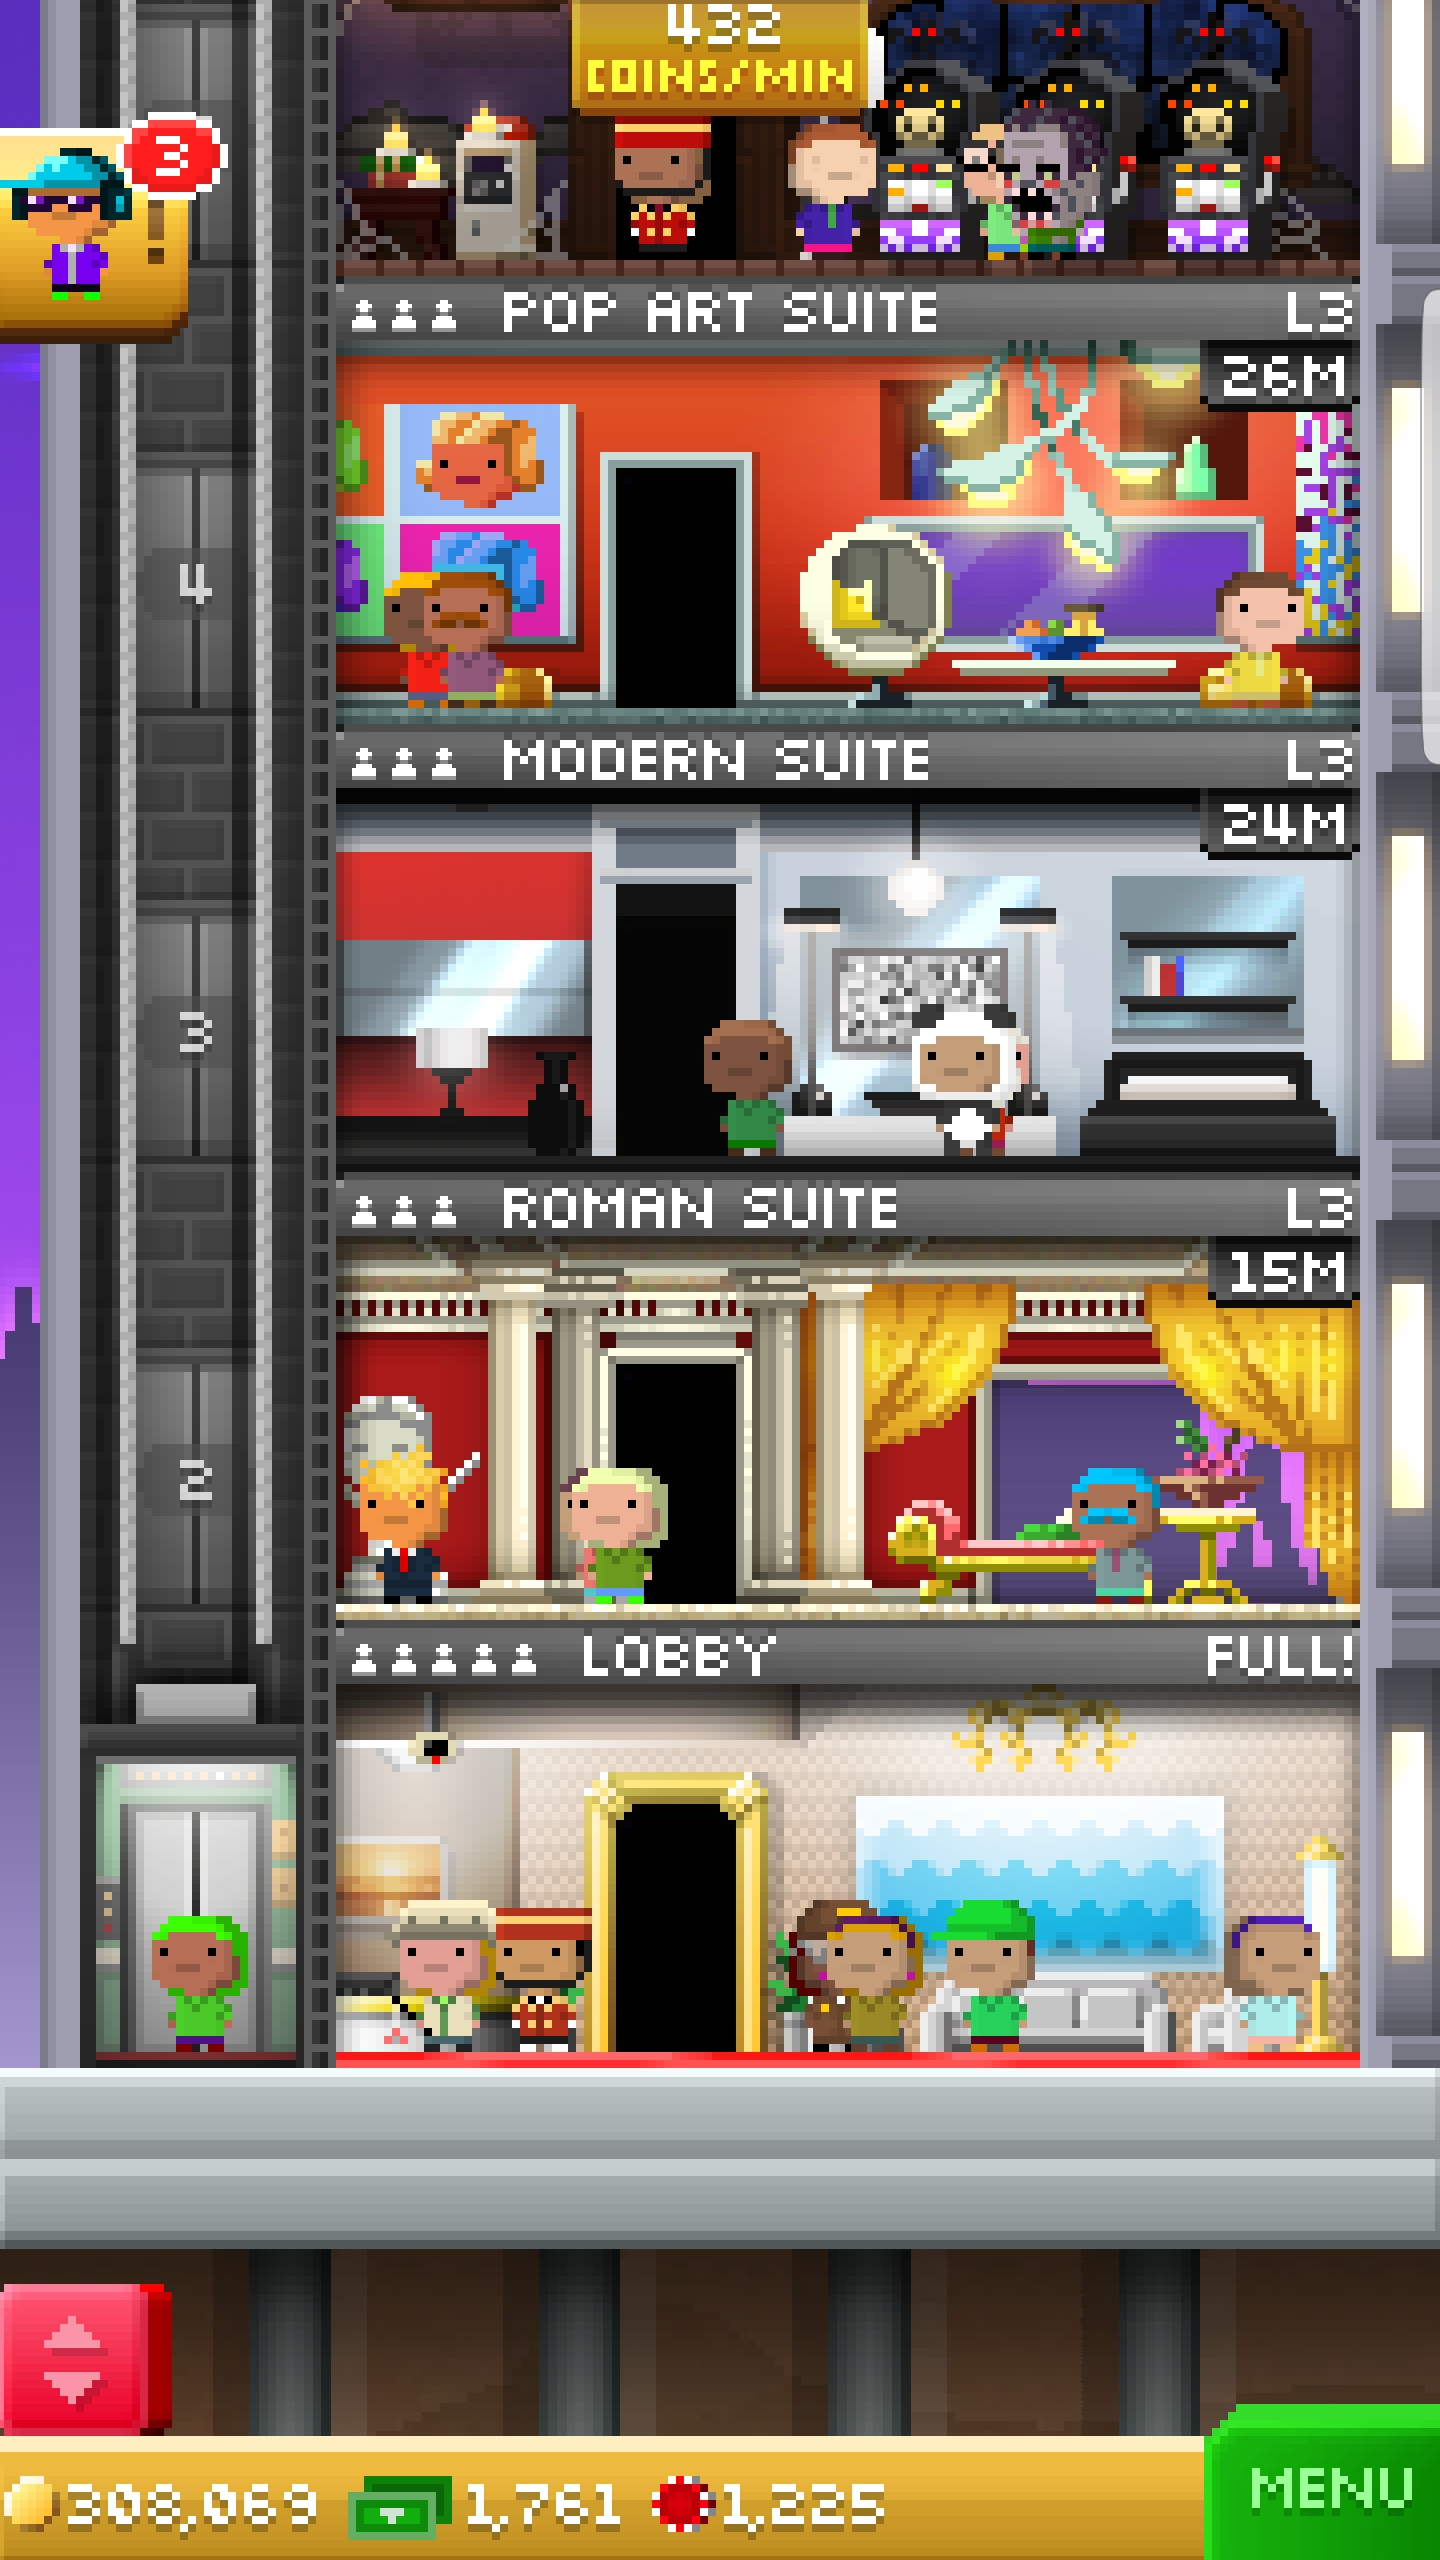 432
COINS/MIN
3
POP ART SUITE L3
26M
4
MODERN SUITE L3
24M
3
ROMAN SUITE L3
15M
2
LOBBY FULL!
308,069 1,761 1,225
MENU